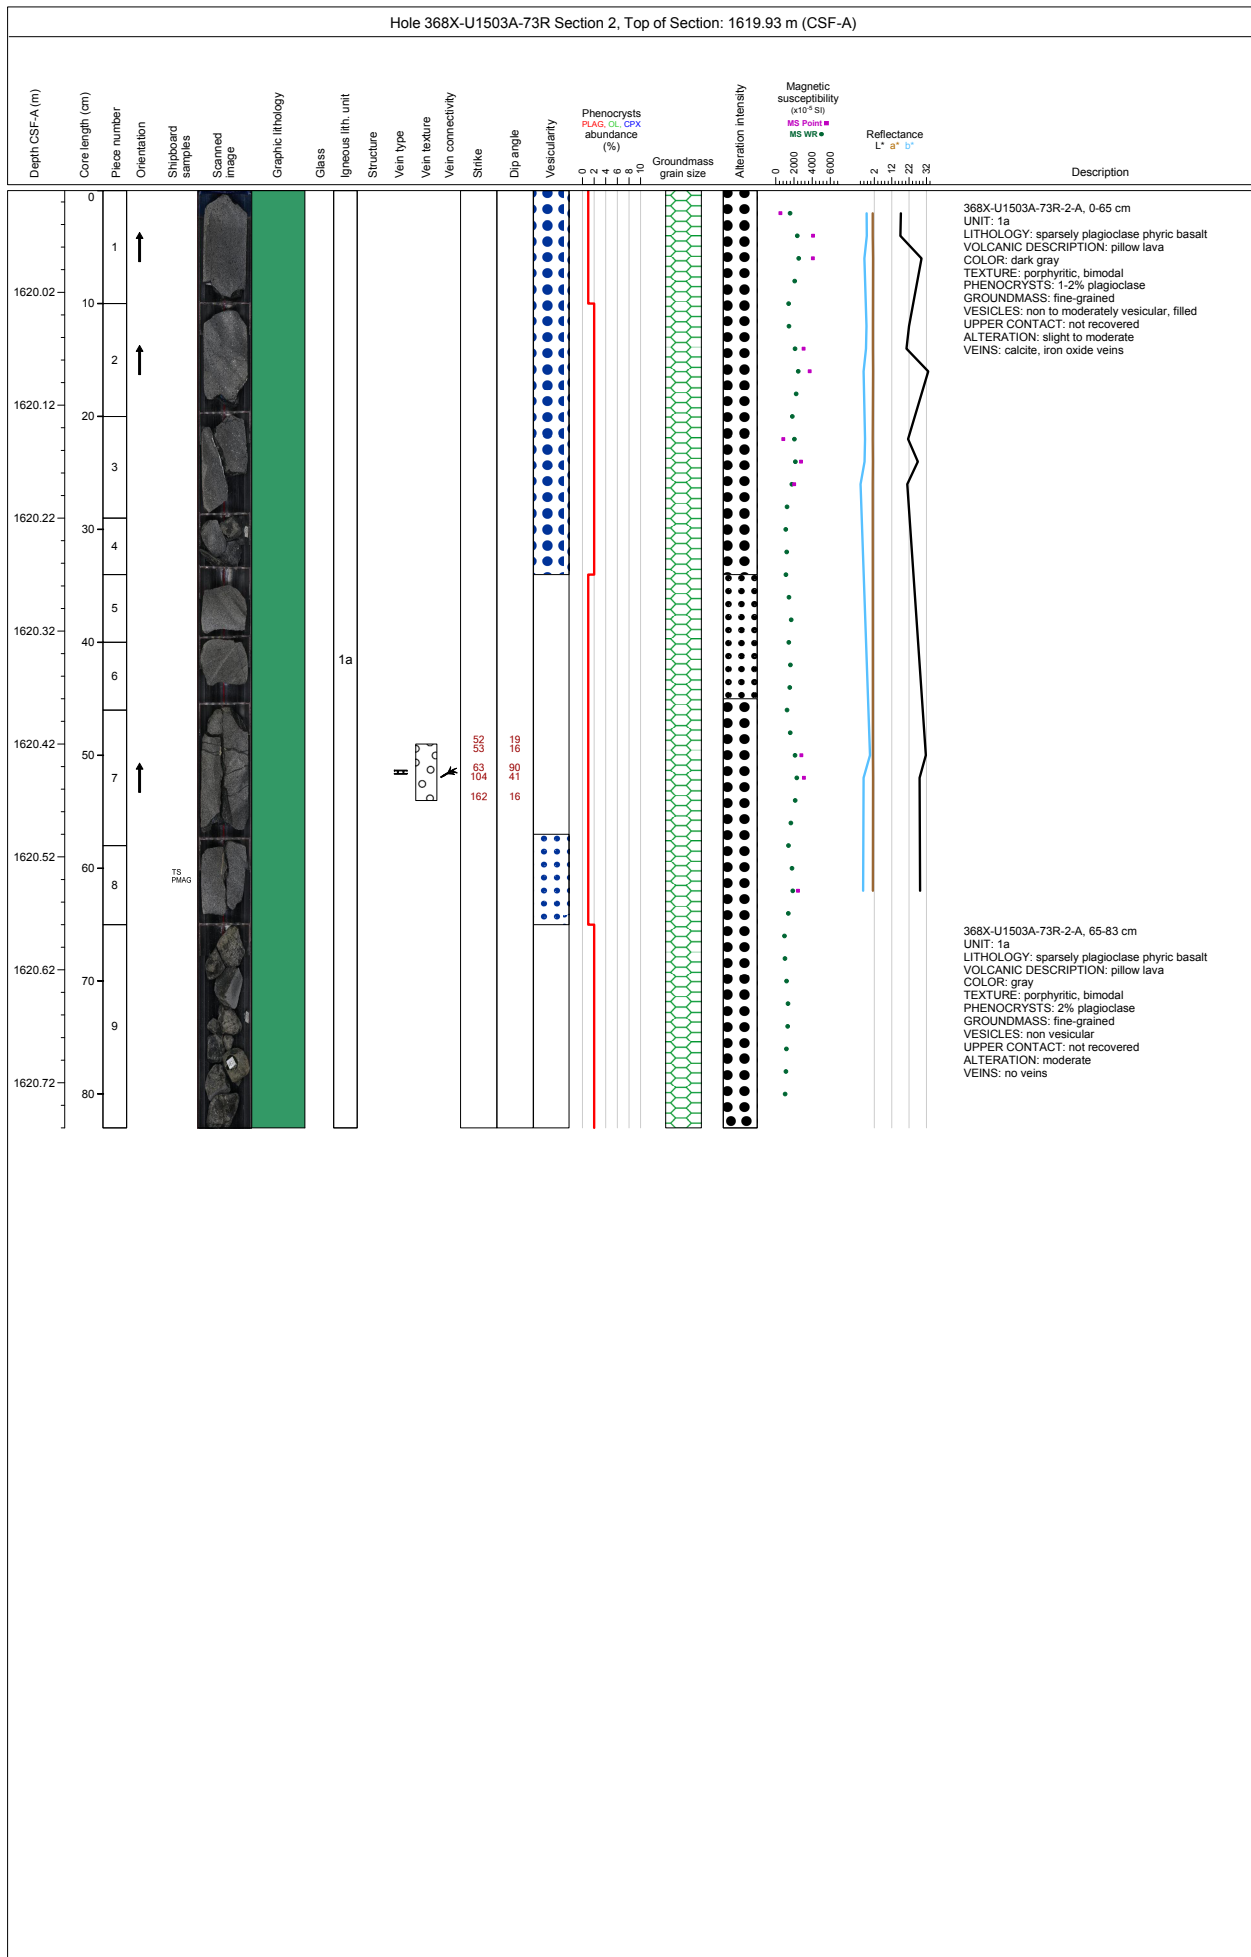 Hole 368X-U1503A-73R Section 2, Top of Section: 1619.93 m (CSF-A)
Depth CSF-A (m)
Core length (cm)
Piece number
Orientation
Shipboard
samples
Scanned
image
Graphic lithology
Glass
Igneous lith. unit
Structure
Vein type
Vein texture
Vein connectivity
Strike
Dip angle
Vesicularity
Phenocrysts
PLAG, OL, CPX
abundance
(%)
0 2 4 6 8 10
Groundmass
grain size
Alteration intensity
Magnetic
susceptibility
(x10-5 SI)
MS Point
MS WR
0 2000 4000 6000
Reflectance
L* a* b*
2 12 22 32
Description
1620.02
1620.12
1620.22
1620.32
1620.42
1620.52
1620.62
1620.72
0
10
20
30
40
50
60
70
80
1
2
3
4
5
6
7
8
9
TS
PMAG
1a
52 19
53 16
63 90
104 41
162 16
368X-U1503A-73R-2-A, 0-65 cm
UNIT: 1a
LITHOLOGY: sparsely plagioclase phyric basalt
VOLCANIC DESCRIPTION: pillow lava
COLOR: dark gray
TEXTURE: porphyritic, bimodal
PHENOCRYSTS: 1-2% plagioclase
GROUNDMASS: fine-grained
VESICLES: non to moderately vesicular, filled
UPPER CONTACT: not recovered
ALTERATION: slight to moderate
VEINS: calcite, iron oxide veins
368X-U1503A-73R-2-A, 65-83 cm
UNIT: 1a
LITHOLOGY: sparsely plagioclase phyric basalt
VOLCANIC DESCRIPTION: pillow lava
COLOR: gray
TEXTURE: porphyritic, bimodal
PHENOCRYSTS: 2% plagioclase
GROUNDMASS: fine-grained
VESICLES: non vesicular
UPPER CONTACT: not recovered
ALTERATION: moderate
VEINS: no veins